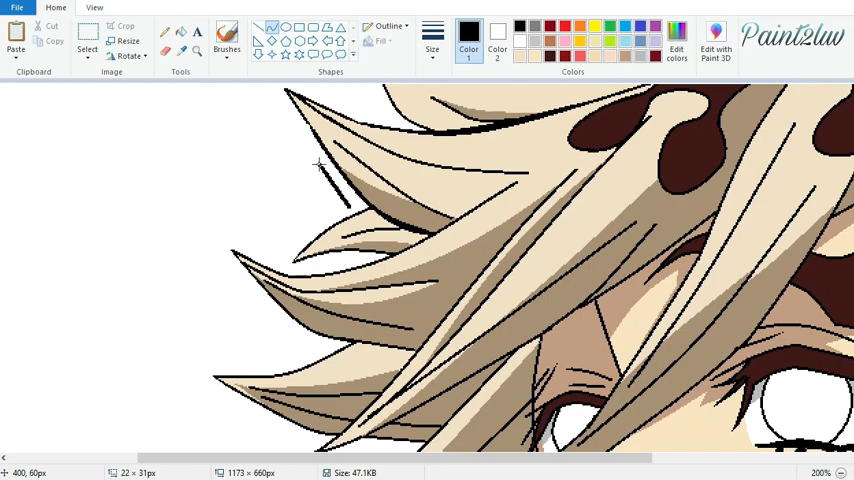 File Home View
Paste
Cut
Copy
Clipboard
Select
Crop
Resize
Rotate
Image
Tools
Brushes
Outline
Fill
Shapes
Size
Color
1
Color
2
Edit
colors
Colors
Edit with
Paint 3D
Paint2luv
400, 60px
22 × 31px
1173 × 660px
Size: 47.1KB
200%